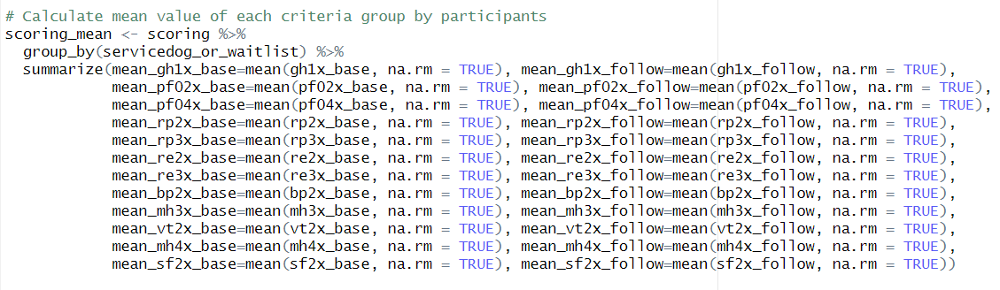 # Calculate mean value of each criteria group by participants
scoring_mean <- scoring %>%
  group_by(servicedog_or_waitlist) %>%
  summarize(mean_gh1x_base=mean(gh1x_base, na.rm = TRUE), mean_gh1x_follow=mean(gh1x_follow, na.rm = TRUE),
            mean_pf02x_base=mean(pf02x_base, na.rm = TRUE), mean_pf02x_follow=mean(pf02x_follow, na.rm = TRUE),
            mean_pf04x_base=mean(pf04x_base, na.rm = TRUE), mean_pf04x_follow=mean(pf04x_follow, na.rm = TRUE),
            mean_rp2x_base=mean(rp2x_base, na.rm = TRUE), mean_rp2x_follow=mean(rp2x_follow, na.rm = TRUE),
            mean_rp3x_base=mean(rp3x_base, na.rm = TRUE), mean_rp3x_follow=mean(rp3x_follow, na.rm = TRUE),
            mean_re2x_base=mean(re2x_base, na.rm = TRUE), mean_re2x_follow=mean(re2x_follow, na.rm = TRUE),
            mean_re3x_base=mean(re3x_base, na.rm = TRUE), mean_re3x_follow=mean(re3x_follow, na.rm = TRUE),
            mean_bp2x_base=mean(bp2x_base, na.rm = TRUE), mean_bp2x_follow=mean(bp2x_follow, na.rm = TRUE),
            mean_mh3x_base=mean(mh3x_base, na.rm = TRUE), mean_mh3x_follow=mean(mh3x_follow, na.rm = TRUE),
            mean_vt2x_base=mean(vt2x_base, na.rm = TRUE), mean_vt2x_follow=mean(vt2x_follow, na.rm = TRUE),
            mean_mh4x_base=mean(mh4x_base, na.rm = TRUE), mean_mh4x_follow=mean(mh4x_follow, na.rm = TRUE),
            mean_sf2x_base=mean(sf2x_base, na.rm = TRUE), mean_sf2x_follow=mean(sf2x_follow, na.rm = TRUE))